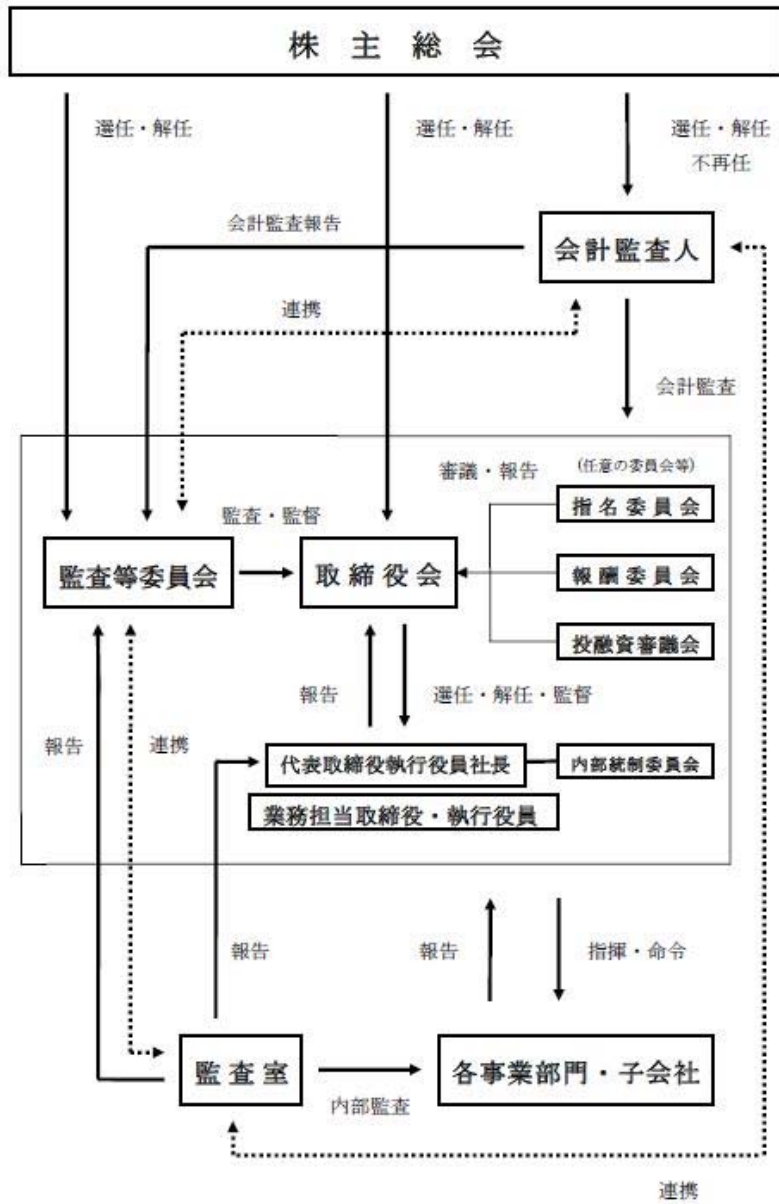 株主総会
選任・解任
選任・解任
選任・解任
不再任
会計監査報告
会計監査人
連携
会計監査
審議・報告
(任意の委員会等)
指名委員会
監査・監督
監査等委員会
取締役会
報酬委員会
投融資審議会
報告
選任・解任・監督
報告
連携
代表取締役執行役員社長
内部統制委員会
業務担当取締役・執行役員
報告
報告
指揮・命令
監査室
各事業部門・子会社
内部監査
連携